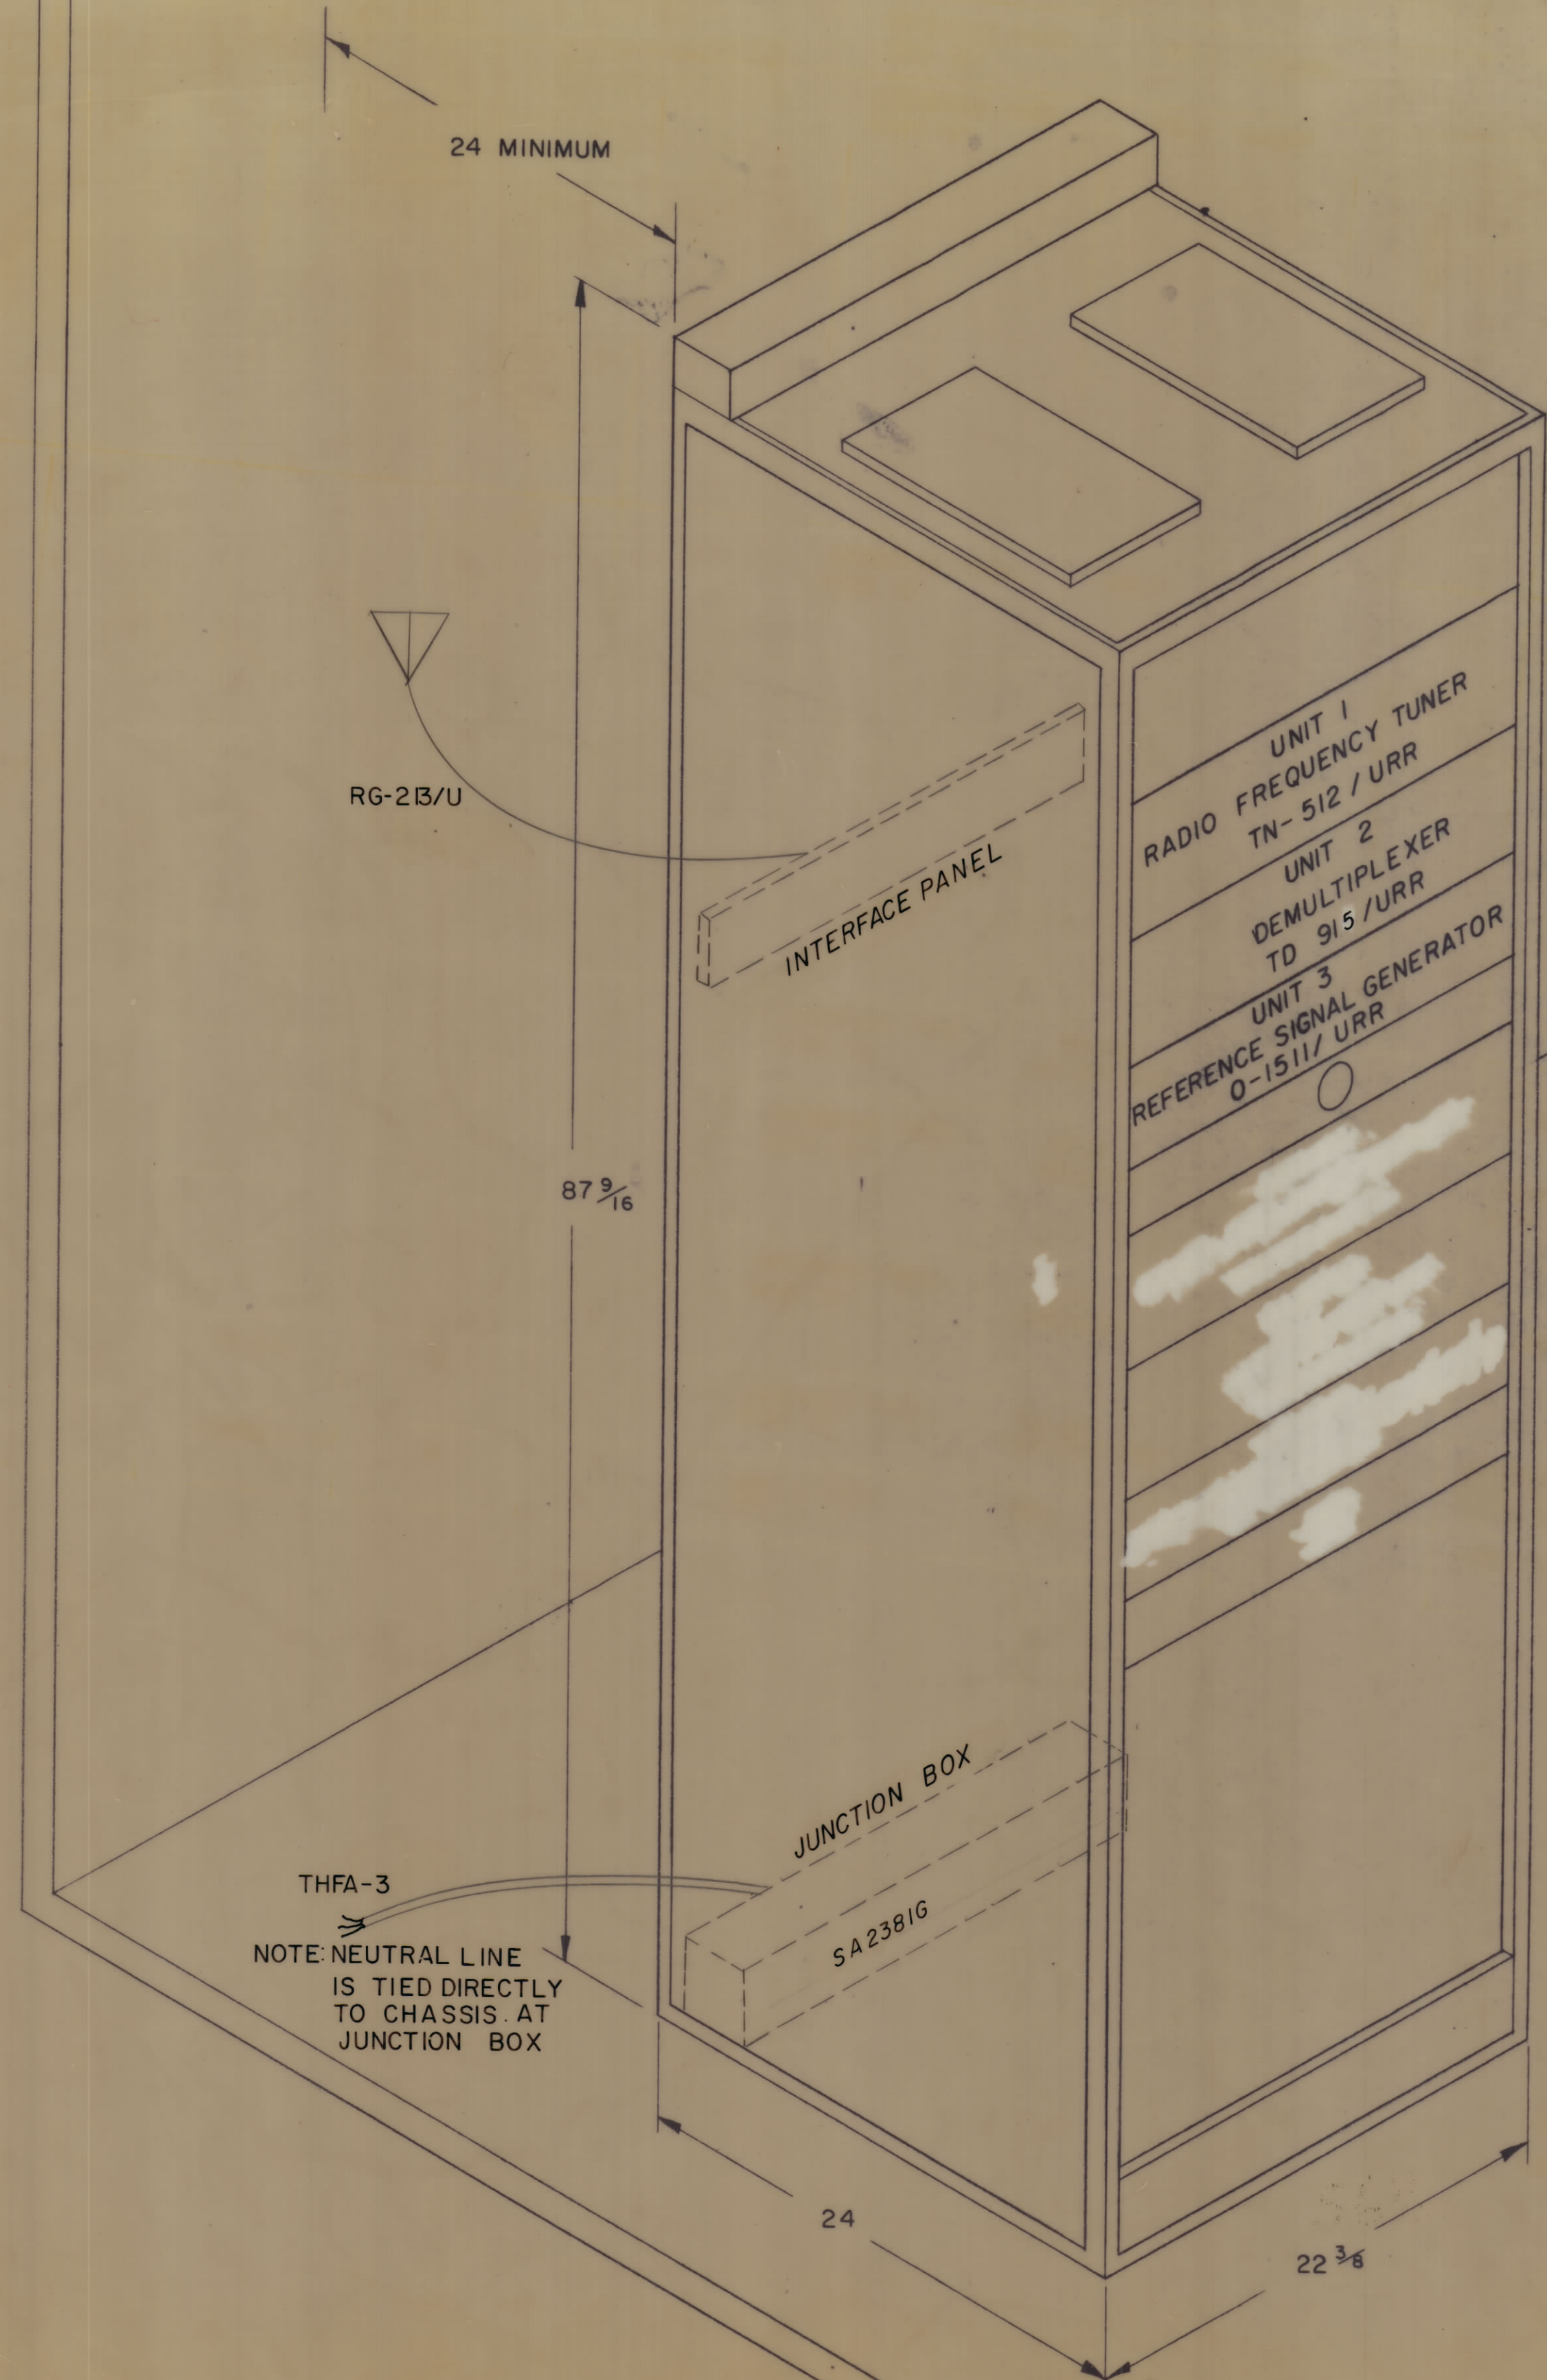 24 MINIMUM
RG-213/U
INTERFACE PANEL
UNIT 1
RADIO FREQUENCY TUNER
TN-512/URR
UNIT 2
DEMULTIPLEXER
TD 915/URR
UNIT 3
REFERENCE SIGNAL GENERATOR
O-1511/URR
87 9/16
JUNCTION BOX
SA2381G
THFA-3
NOTE: NEUTRAL LINE
IS TIED DIRECTLY
TO CHASSIS. AT
JUNCTION BOX
24
22 3/8